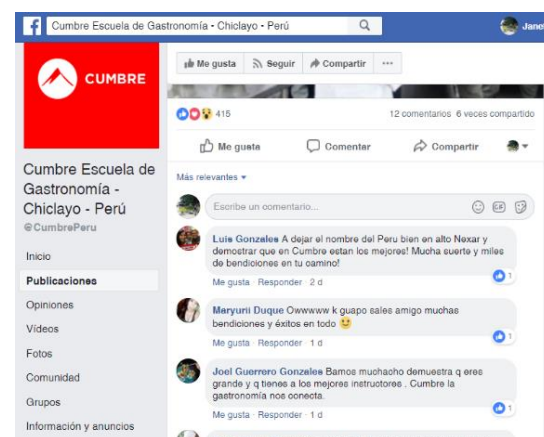 Cumbre Escuela de Gastronomía - Chiclayo - Perú
Janet
CUMBRE
Me gusta Seguir Compartir ...
415
12 comentarios 6 veces compartido
Me gusta Comentar Compartir
Cumbre Escuela de
Gastronomía -
Chiclayo - Perú
@CumbrePeru
Inicio
Publicaciones
Opiniones
Vídeos
Fotos
Comunidad
Grupos
Información y anuncios
Más relevantes
Escribe un comentario...
GIF
Luis Gonzales A dejar el nombre del Peru bien en alto Nexar y
demostrar que en Cumbre estan los mejores! Mucha suerte y miles
de bendiciones en tu camino!
1
Me gusta · Responder · 2 d
Maryurii Duque Owwwww k guapo sales amigo muchas
bendiciones y éxitos en todo
1
Me gusta · Responder · 1 d
Joel Guerrero Gonzales Bamos muchacho demuestra q eres
grande y q tienes a los mejores instructores . Cumbre la
gastronomía nos conecta.
1
Me gusta · Responder · 1 d